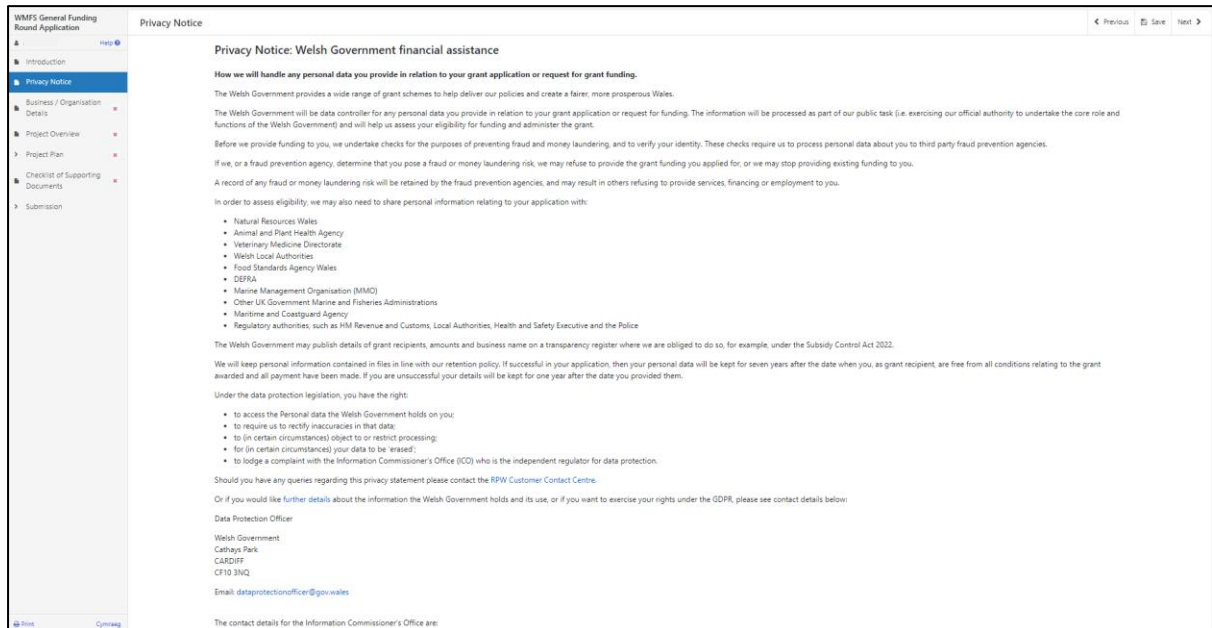 WMFS General Funding
Round Application
Help
Introduction
Privacy Notice
Business / Organisation
Details
Project Overview
Project Plan
Checklist of Supporting
Documents
Submission
Print
Cymraeg
Privacy Notice
Previous
Save
Next
Privacy Notice: Welsh Government financial assistance
How we will handle any personal data you provide in relation to your grant application or request for grant funding.
The Welsh Government provides a wide range of grant schemes to help deliver our policies and create a fairer, more prosperous Wales.
The Welsh Government will be data controller for any personal data you provide in relation to your grant application or request for funding. The information will be processed as part of our public task (i.e. exercising our official authority to undertake the core role and
functions of the Welsh Government) and will help us assess your eligibility for funding and administer the grant.
Before we provide funding to you, we undertake checks for the purposes of preventing fraud and money laundering, and to verify your identity. These checks require us to process personal data about you to third party fraud prevention agencies.
If we, or a fraud prevention agency, determine that you pose a fraud or money laundering risk, we may refuse to provide the grant funding you applied for, or we may stop providing existing funding to you.
A record of any fraud or money laundering risk will be retained by the fraud prevention agencies, and may result in others refusing to provide services, financing or employment to you.
In order to assess eligibility, we may also need to share personal information relating to your application with:
• Natural Resources Wales
• Animal and Plant Health Agency
• Veterinary Medicine Directorate
• Welsh Local Authorities
• Food Standards Agency Wales
• DEFRA
• Marine Management Organisation (MMO)
• Other UK Government Marine and Fisheries Administrations
• Maritime and Coastguard Agency
• Regulatory authorities, such as HM Revenue and Customs, Local Authorities, Health and Safety Executive and the Police
The Welsh Government may publish details of grant recipients, amounts and business name on a transparency register where we are obliged to do so, for example, under the Subsidy Control Act 2022.
We will keep personal information contained in files in line with our retention policy. If successful in your application, then your personal data will be kept for seven years after the date when you, as grant recipient, are free from all conditions relating to the grant
awarded and all payment have been made. If you are unsuccessful your details will be kept for one year after the date you provided them.
Under the data protection legislation, you have the right:
• to access the Personal data the Welsh Government holds on you;
• to require us to rectify inaccuracies in that data;
• to (in certain circumstances) object to or restrict processing;
• for (in certain circumstances) your data to be 'erased';
• to lodge a complaint with the Information Commissioner's Office (ICO) who is the independent regulator for data protection.
Should you have any queries regarding this privacy statement please contact the RPW Customer Contact Centre.
Or if you would like further details about the information the Welsh Government holds and its use, or if you want to exercise your rights under the GDPR, please see contact details below:
Data Protection Officer
Welsh Government
Cathays Park
CARDIFF
CF10 3NQ
Email: dataprotectionofficer@gov.wales
The contact details for the Information Commissioner's Office are: